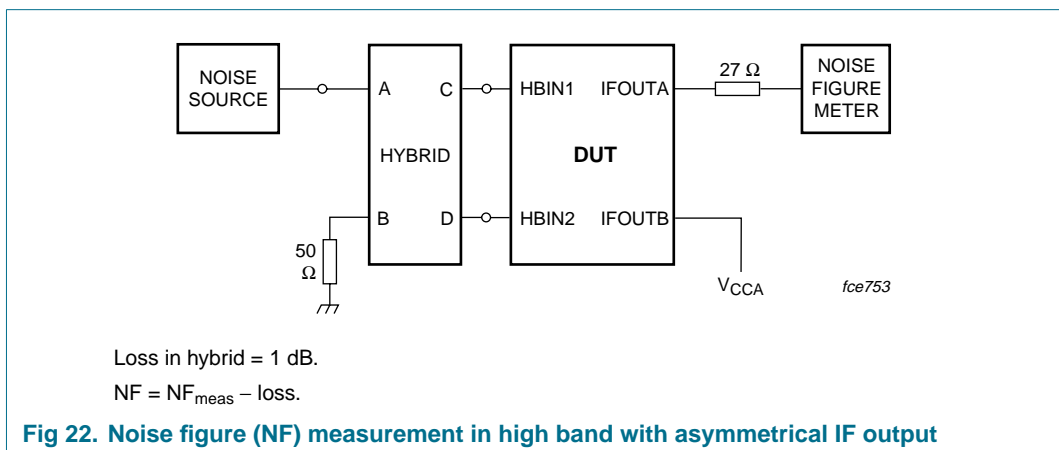 NOISE
SOURCE
A
C
HYBRID
B
D
50
Ω
HBIN1
IFOUTA
DUT
HBIN2
IFOUTB
27 Ω
NOISE
FIGURE
METER
VCCA
fce753
Loss in hybrid = 1 dB.
NF = NFmeas − loss.
Fig 22. Noise figure (NF) measurement in high band with asymmetrical IF output